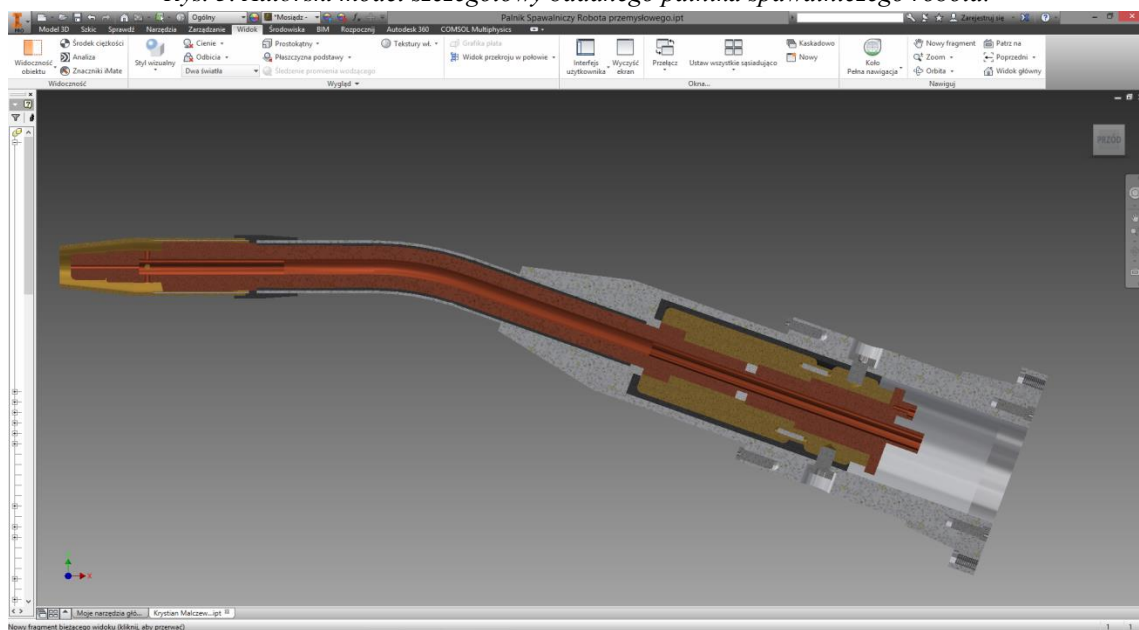 Rys. 3. Autorski model szczegółowy badanego palnika spawalniczego robota.
Ogólny
*Mosiądz -
Palnik Spawalniczy Robota przemysłowego.ipt
Zarejestruj się
PRO
Model 3D Szkic Sprawdź Narzędzia Zarządzanie Widok Środowiska BIM Rozpocznij Autodesk 360 COMSOL Multiphysics
Widoczność obiektu
Środek ciężkości
Analiza
Znaczniki iMate
Widoczność
Styl wizualny
Cienie
Odbicia
Dwa światła
Prostokątny
Płaszczyzna podstawy
Śledzenie promienia wodzącego
Tekstury wł.
Grafika płata
Widok przekroju w połowie
Wygląd
Interfejs użytkownika
Wyczyść ekran
Przełącz
Ustaw wszystkie sąsiadująco
Kaskadowo
Nowy
Okna...
Koło
Pełna nawigacja
Nowy fragment
Zoom
Orbita
Patrz na
Poprzedni
Widok główny
Nawiguj
PRZÓD
X
Moje narzędzia głó...
Krystian Malczew...ipt
Nowy fragment bieżącego widoku (kliknij, aby przerwać)
1 1